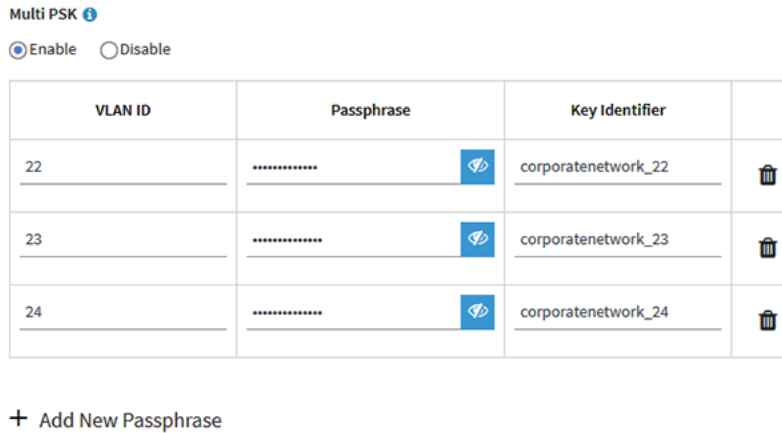 Multi PSK
Enable Disable
VLAN ID Passphrase Key Identifier
22 ••••••••••••• corporatenetwork_22
23 •••••••••••••• corporatenetwork_23
24 •••••••••••••• corporatenetwork_24
+ Add New Passphrase